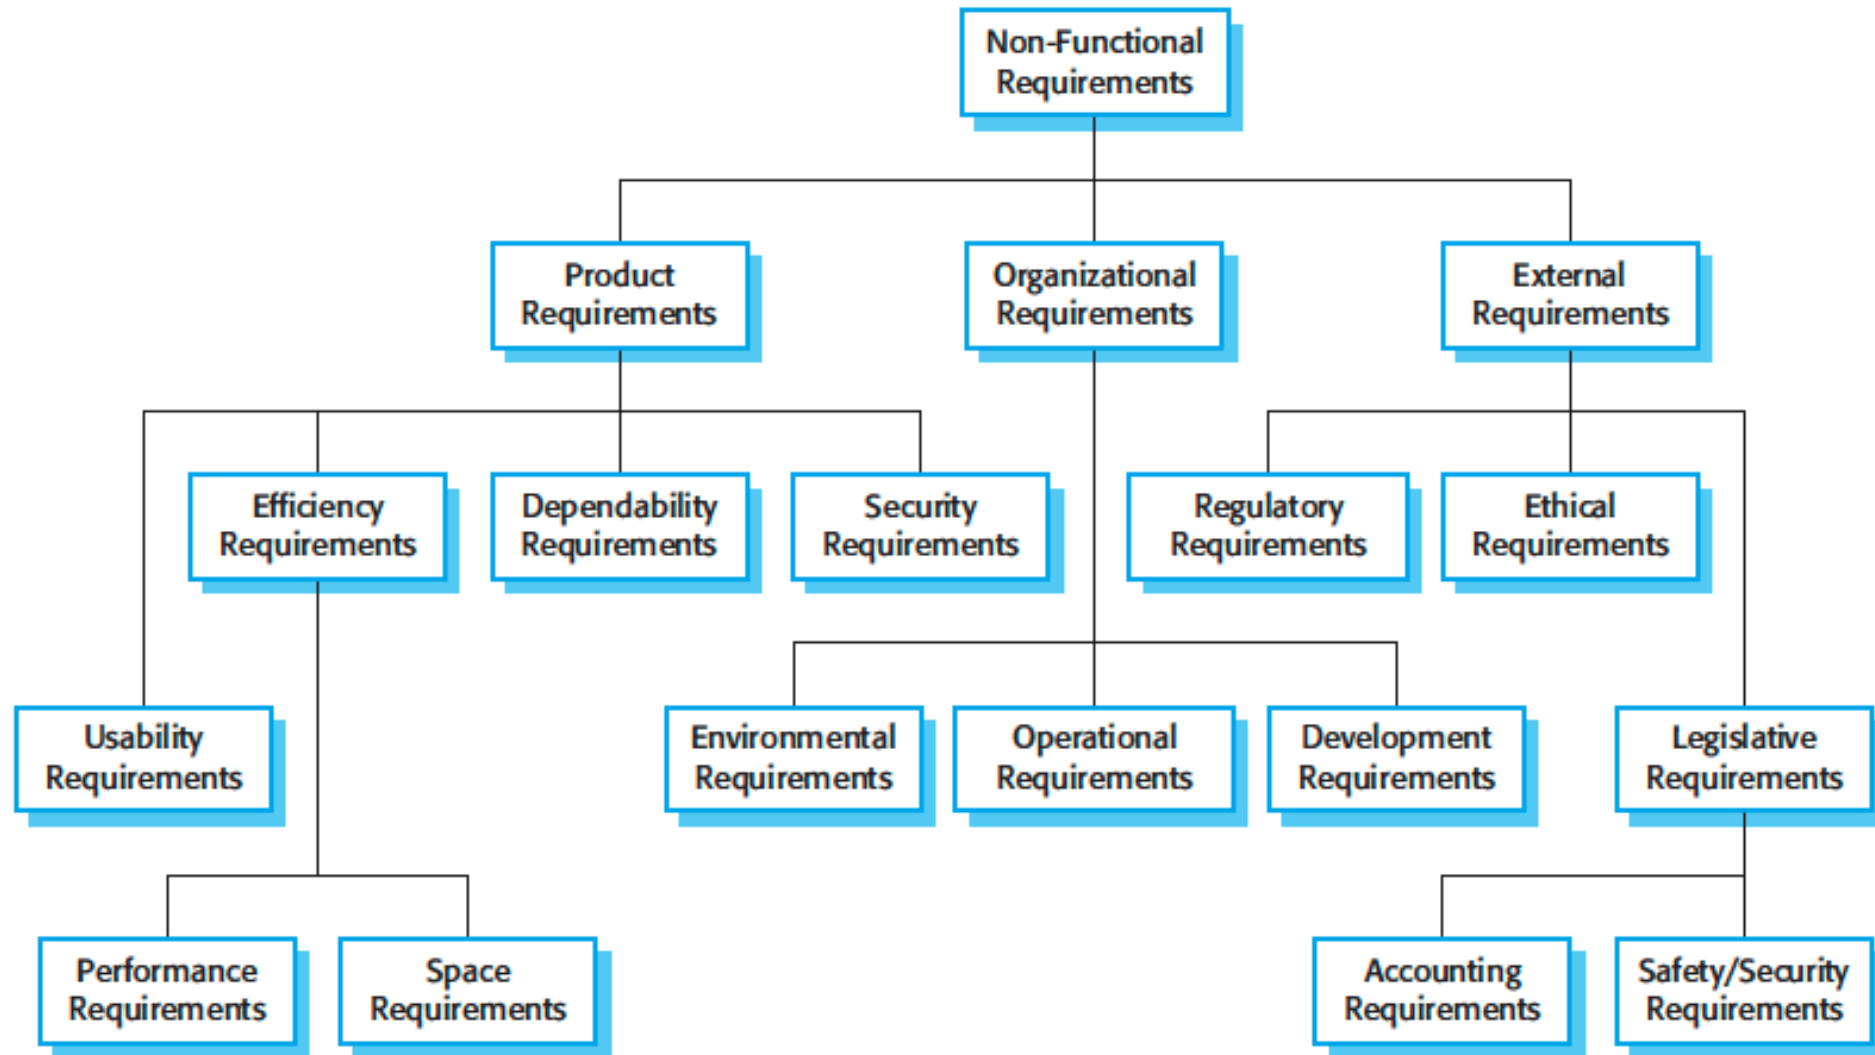 Non-Functional
Requirements
Product
Requirements
Organizational
Requirements
External
Requirements
Efficiency
Requirements
Dependability
Requirements
Security
Requirements
Regulatory
Requirements
Ethical
Requirements
Usability
Requirements
Environmental
Requirements
Operational
Requirements
Development
Requirements
Legislative
Requirements
Performance
Requirements
Space
Requirements
Accounting
Requirements
Safety/Security
Requirements